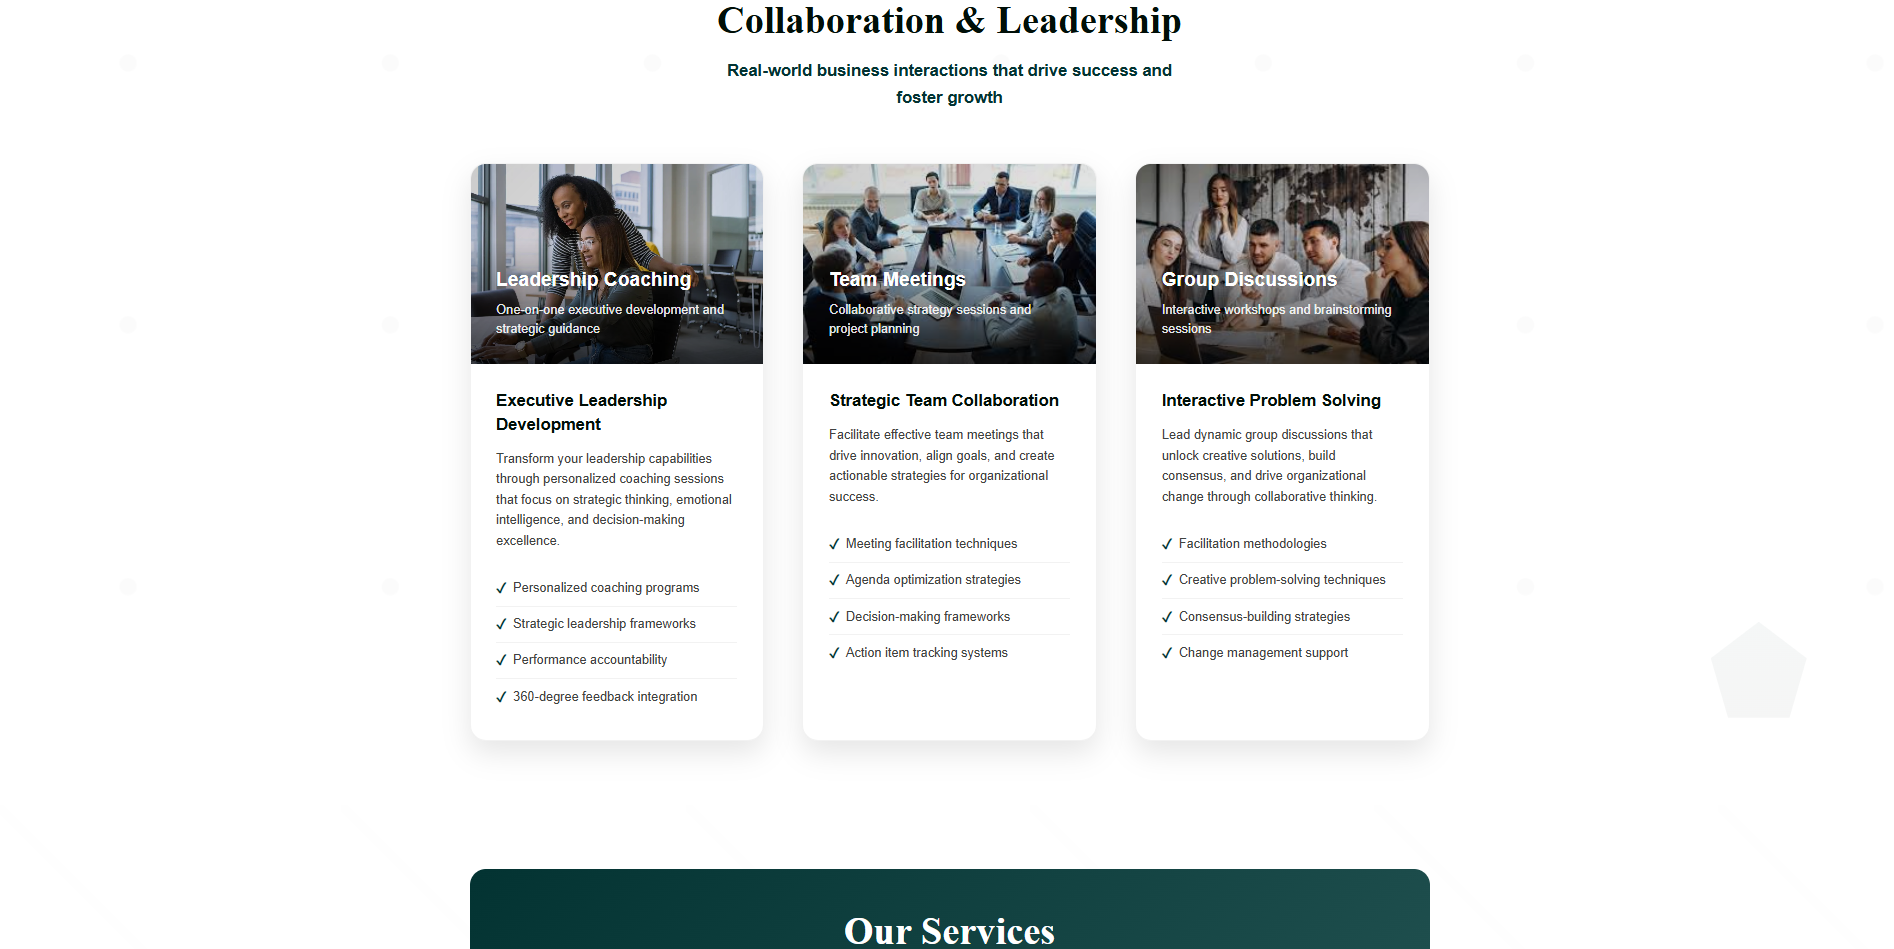 Collaboration & Leadership
Real-world business interactions that drive success and
foster growth
Leadership Coaching
One-on-one executive development and
strategic guidance
Executive Leadership
Development
Transform your leadership capabilities
through personalized coaching sessions
that focus on strategic thinking, emotional
intelligence, and decision-making
excellence.
✓ Personalized coaching programs
✓ Strategic leadership frameworks
✓ Performance accountability
✓ 360-degree feedback integration
Team Meetings
Collaborative strategy sessions and
project planning
Strategic Team Collaboration
Facilitate effective team meetings that
drive innovation, align goals, and create
actionable strategies for organizational
success.
✓ Meeting facilitation techniques
✓ Agenda optimization strategies
✓ Decision-making frameworks
✓ Action item tracking systems
Group Discussions
Interactive workshops and brainstorming
sessions
Interactive Problem Solving
Lead dynamic group discussions that
unlock creative solutions, build
consensus, and drive organizational
change through collaborative thinking.
✓ Facilitation methodologies
✓ Creative problem-solving techniques
✓ Consensus-building strategies
✓ Change management support
Our Services